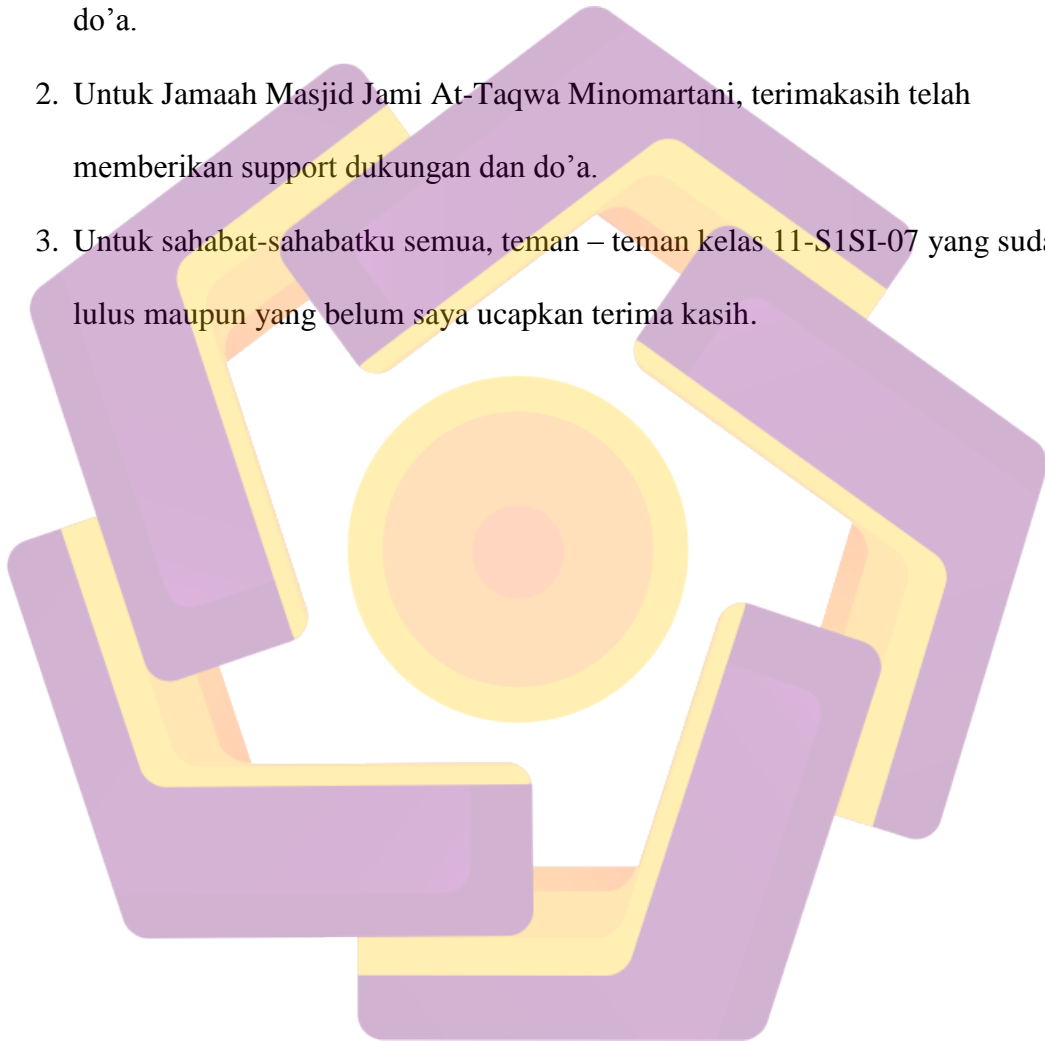 do’a.
2. Untuk Jamaah Masjid Jami At-Taqwa Minomartani, terimakasih telah
memberikan support dukungan dan do’a.
3. Untuk sahabat-sahabatku semua, teman – teman kelas 11-S1SI-07 yang suda
lulus maupun yang belum saya ucapkan terima kasih.